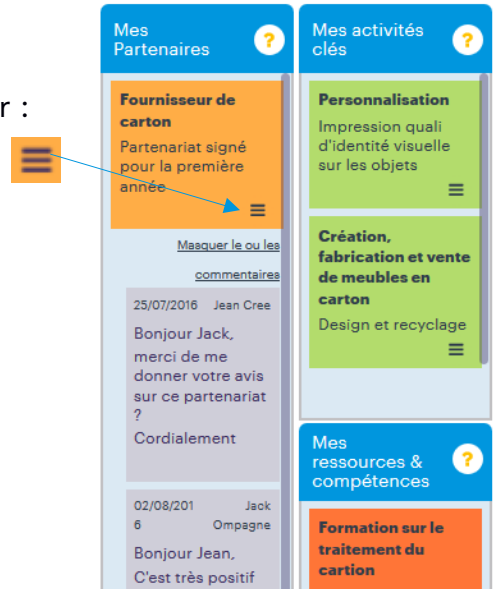 r :
Mes
Partenaires
?
Fournisseur de
carton
Partenariat signé
pour la première
année
Masquer le ou les
commentaires
25/07/2016 Jean Cree
Bonjour Jack,
merci de me
donner votre avis
sur ce partenariat
?
Cordialement
02/08/201 Jack
6 Ompagne
Bonjour Jean,
C'est très positif
Mes activités
clés
?
Personnalisation
Impression quali
d'identité visuelle
sur les objets
Création,
fabrication et vente
de meubles en
carton
Design et recyclage
Mes
ressources &
compétences
?
Formation sur le
traitement du
cartion